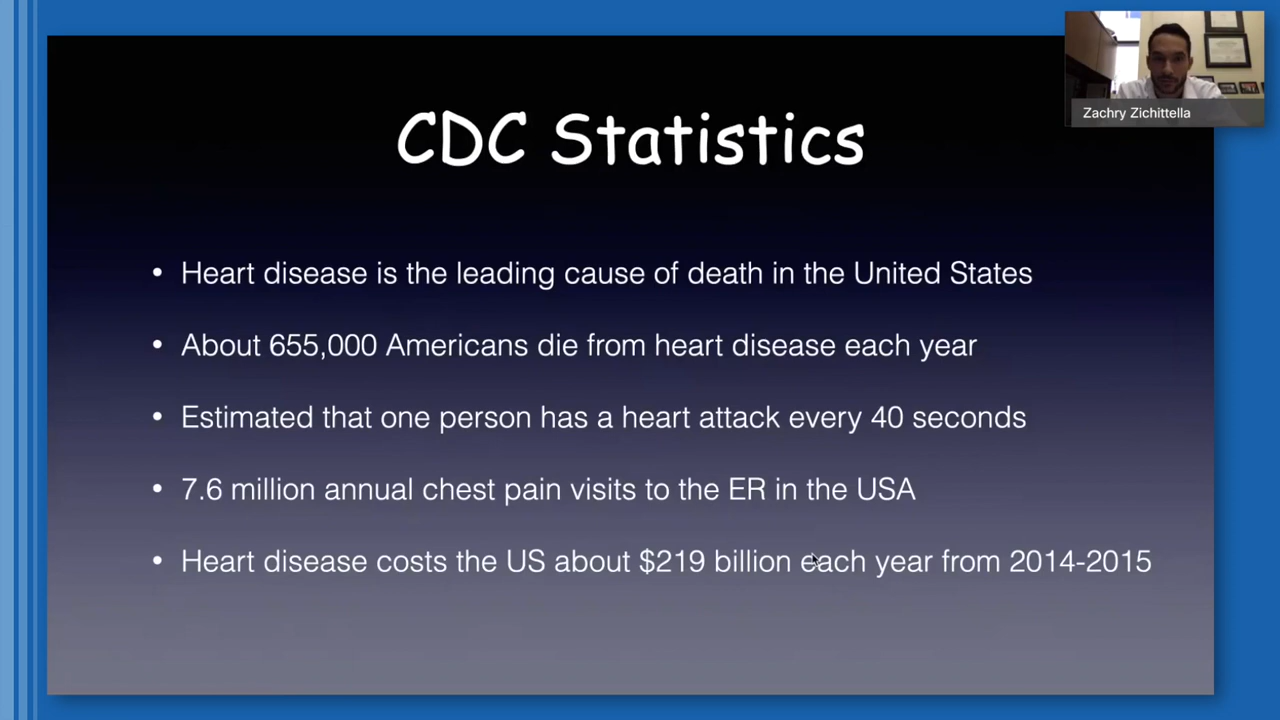 Zachry Zichittella
CDC Statistics
• Heart disease is the leading cause of death in the United States
• About 655,000 Americans die from heart disease each year
• Estimated that one person has a heart attack every 40 seconds
• 7.6 million annual chest pain visits to the ER in the USA
• Heart disease costs the US about $219 billion each year from 2014-2015